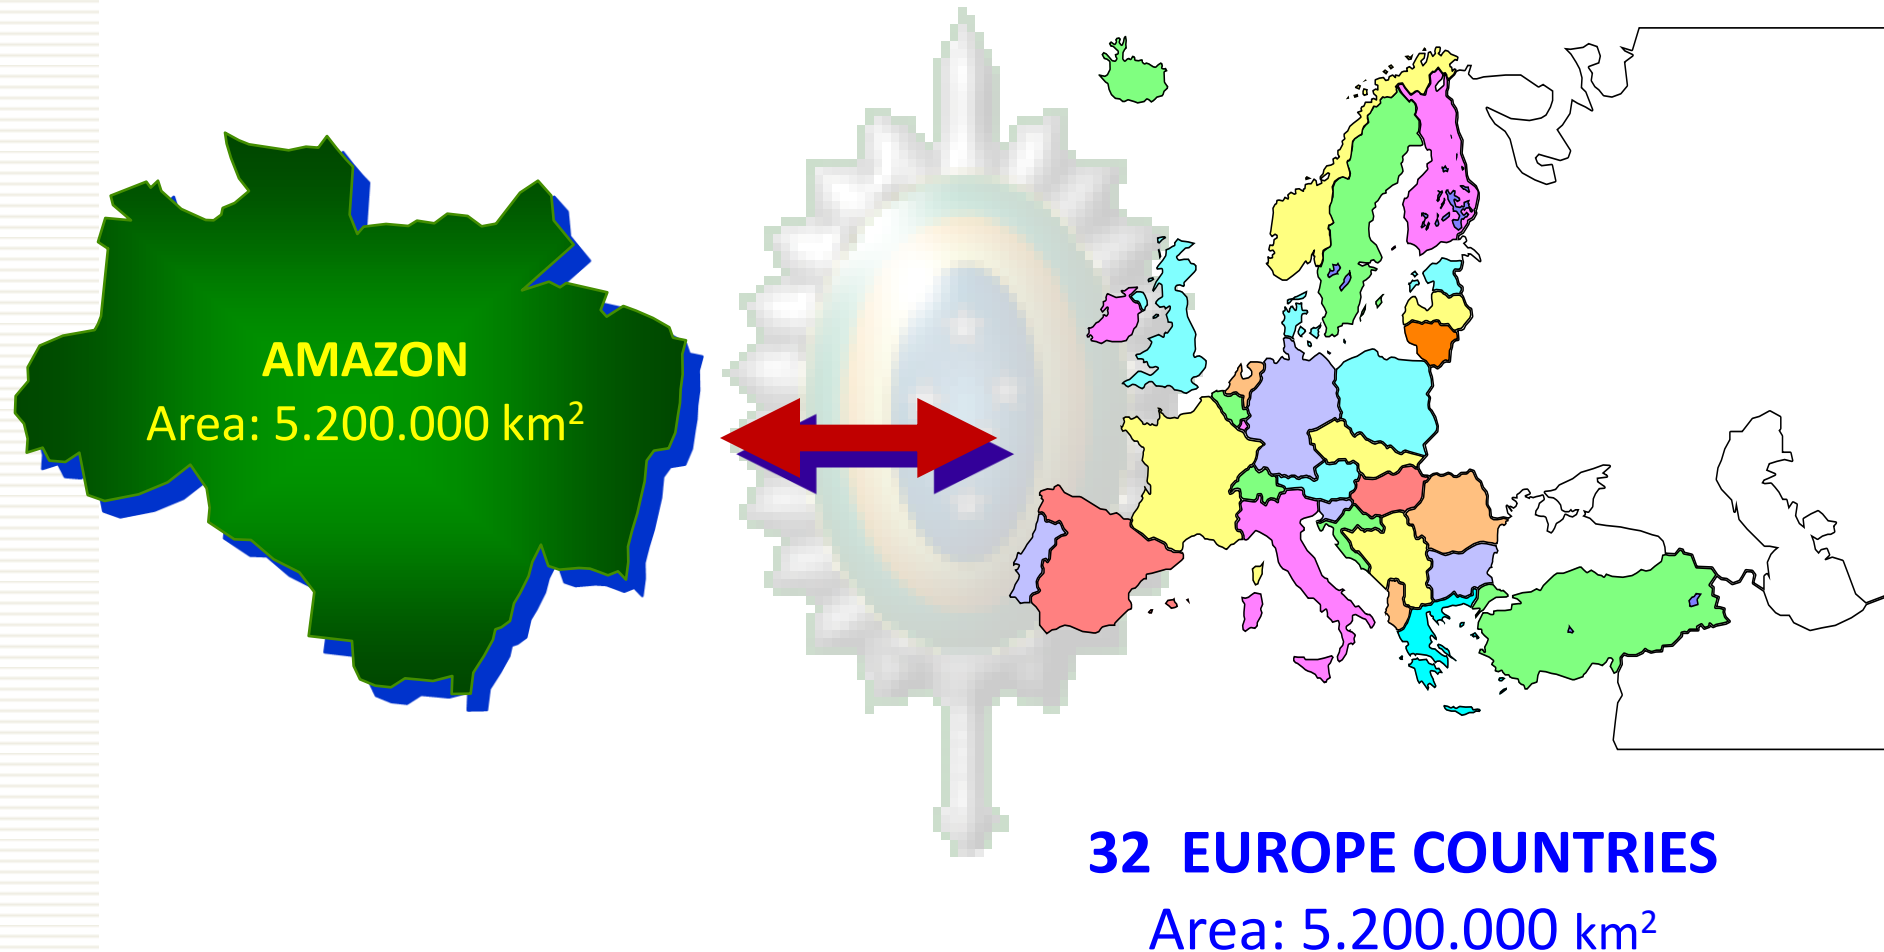 AMAZON
Area: 5.200.000 km²
32 EUROPE COUNTRIES
Area: 5.200.000 km²